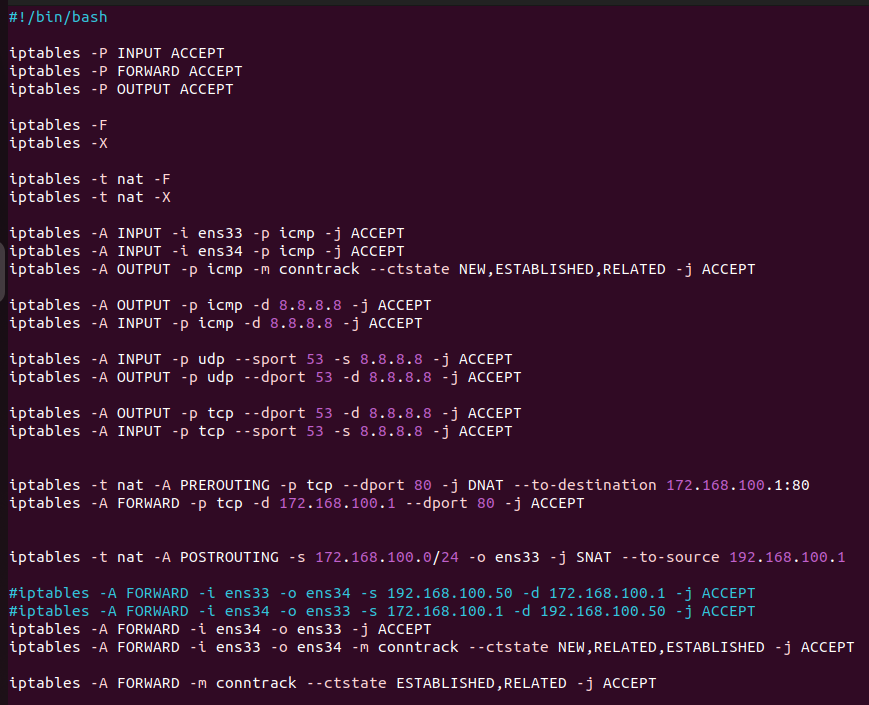 #!/bin/bash
iptables -P INPUT ACCEPT
iptables -P FORWARD ACCEPT
iptables -P OUTPUT ACCEPT
iptables -F
iptables -X
iptables -t nat -F
iptables -t nat -X
iptables -A INPUT -i ens33 -p icmp -j ACCEPT
iptables -A INPUT -i ens34 -p icmp -j ACCEPT
iptables -A OUTPUT -p icmp -m conntrack --ctstate NEW,ESTABLISHED,RELATED -j ACCEPT
iptables -A OUTPUT -p icmp -d 8.8.8.8 -j ACCEPT
iptables -A INPUT -p icmp -d 8.8.8.8 -j ACCEPT
iptables -A INPUT -p udp --sport 53 -s 8.8.8.8 -j ACCEPT
iptables -A OUTPUT -p udp --dport 53 -d 8.8.8.8 -j ACCEPT
iptables -A OUTPUT -p tcp --dport 53 -d 8.8.8.8 -j ACCEPT
iptables -A INPUT -p tcp --sport 53 -s 8.8.8.8 -j ACCEPT
iptables -t nat -A PREROUTING -p tcp --dport 80 -j DNAT --to-destination 172.168.100.1:80
iptables -A FORWARD -p tcp -d 172.168.100.1 --dport 80 -j ACCEPT
iptables -t nat -A POSTROUTING -s 172.168.100.0/24 -o ens33 -j SNAT --to-source 192.168.100.1
#iptables -A FORWARD -i ens33 -o ens34 -s 192.168.100.50 -d 172.168.100.1 -j ACCEPT
#iptables -A FORWARD -i ens34 -o ens33 -s 172.168.100.1 -d 192.168.100.50 -j ACCEPT
iptables -A FORWARD -i ens34 -o ens33 -j ACCEPT
iptables -A FORWARD -i ens33 -o ens34 -m conntrack --ctstate NEW,RELATED,ESTABLISHED -j ACCEPT
iptables -A FORWARD -m conntrack --ctstate ESTABLISHED,RELATED -j ACCEPT